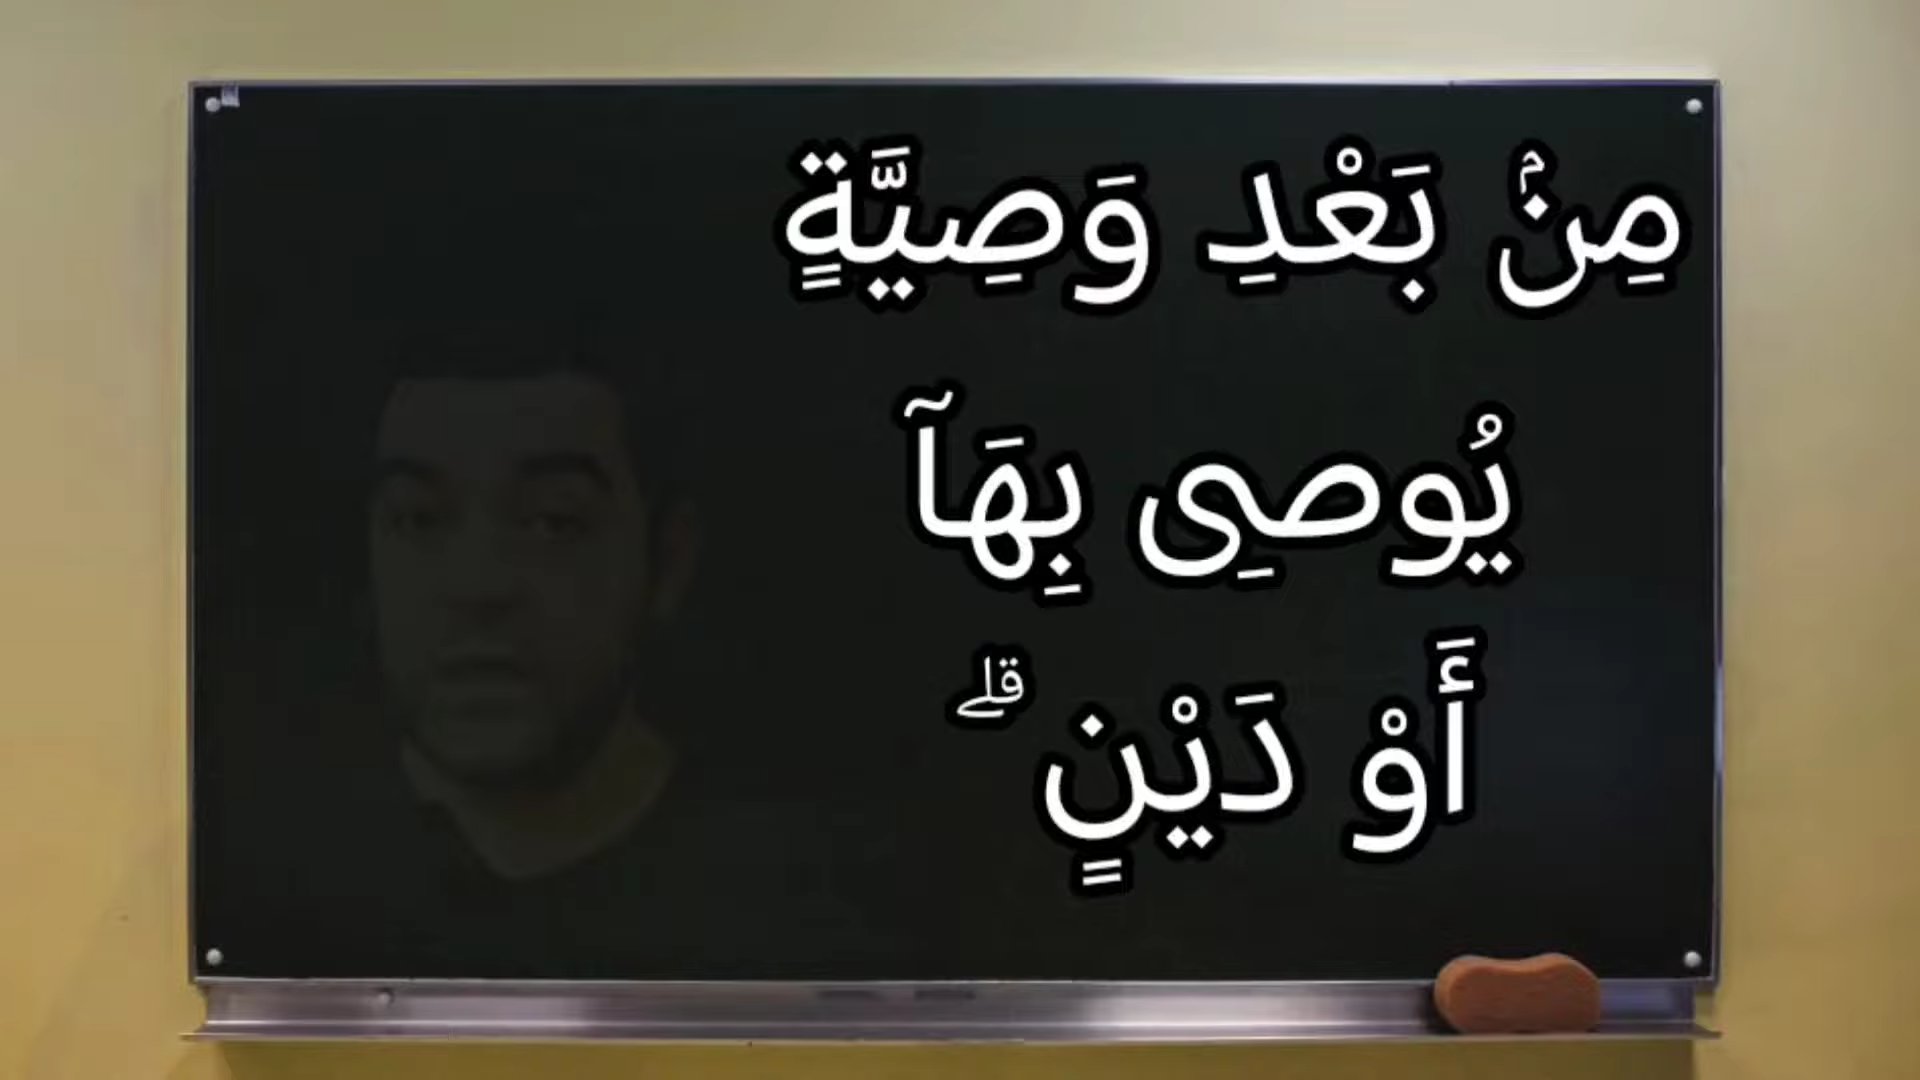 مِنۢ بَعْدِ وَصِيَّةٍ
يُوصِى بِهَآ
أَوْ دَيْنٍ ۗ